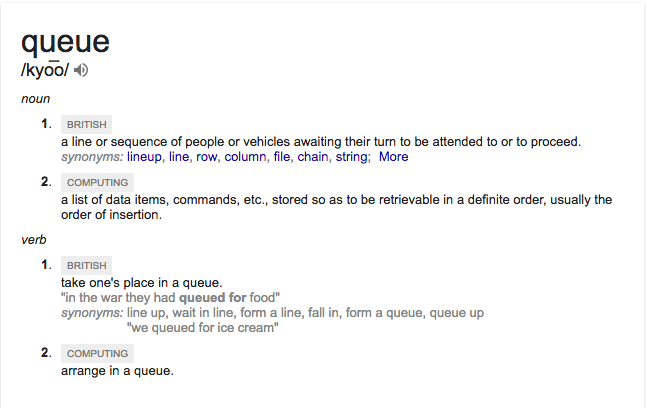 queue
/kyo͞o/
noun
1. BRITISH
a line or sequence of people or vehicles awaiting their turn to be attended to or to proceed.
synonyms: lineup, line, row, column, file, chain, string; More
2. COMPUTING
a list of data items, commands, etc., stored so as to be retrievable in a definite order, usually the
order of insertion.
verb
1. BRITISH
take one's place in a queue.
"in the war they had queued for food"
synonyms: line up, wait in line, form a line, fall in, form a queue, queue up
"we queued for ice cream"
2. COMPUTING
arrange in a queue.